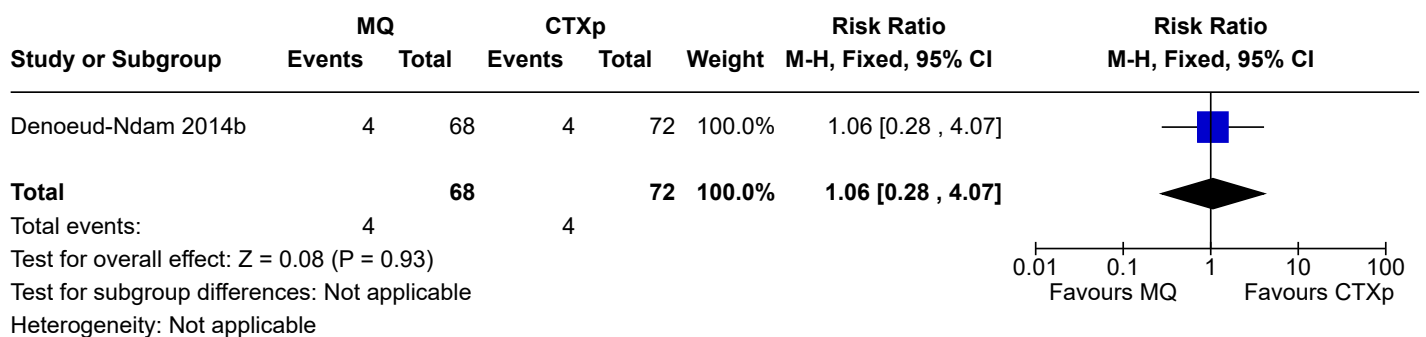 MQ CTXp Risk Ratio Risk Ratio
Study or Subgroup Events Total Events Total Weight M-H, Fixed, 95% CI M-H, Fixed, 95% CI
Denoeud-Ndam 2014b 4 68 4 72 100.0% 1.06 [0.28 , 4.07]
Total 68 72 100.0% 1.06 [0.28 , 4.07]
Total events: 4 4
Test for overall effect: Z = 0.08 (P = 0.93)
0.01 0.1 1 10 100
Test for subgroup differences: Not applicable
Favours MQ Favours CTXp
Heterogeneity: Not applicable